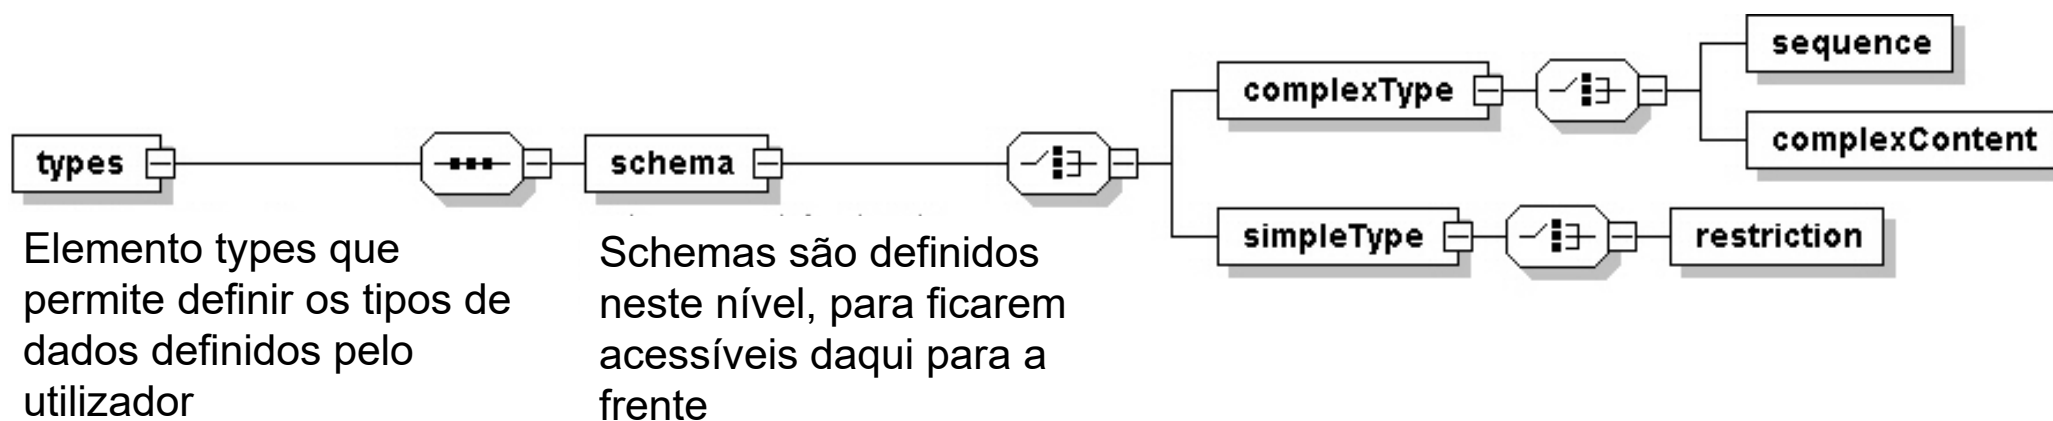 sequence
complexType
complexContent
types
schema
simpleType
restriction
Elemento types que
permite definir os tipos de
dados definidos pelo
utilizador
Schemas são definidos
neste nível, para ficarem
acessíveis daqui para a
frente